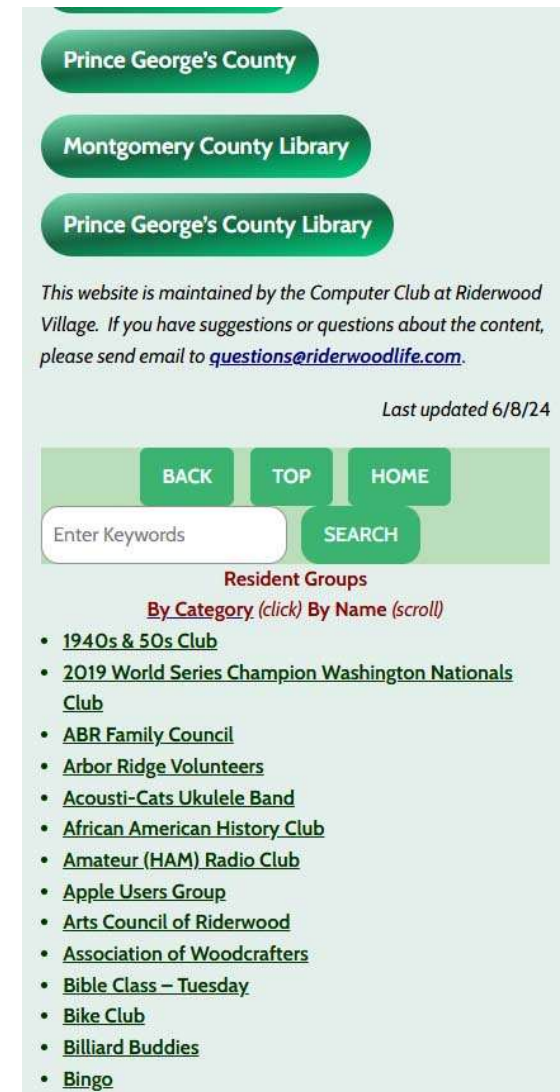 Prince George's County
Montgomery County Library
Prince George's County Library
This website is maintained by the Computer Club at Riderwood
Village. If you have suggestions or questions about the content,
please send email to questions@riderwoodlife.com.
Last updated 6/8/24
BACK TOP HOME
Enter Keywords SEARCH
Resident Groups
By Category (click) By Name (scroll)
• 1940s & 50s Club
• 2019 World Series Champion Washington Nationals
Club
• ABR Family Council
• Arbor Ridge Volunteers
• Acousti-Cats Ukulele Band
• African American History Club
• Amateur (HAM) Radio Club
• Apple Users Group
• Arts Council of Riderwood
• Association of Woodcrafters
• Bible Class – Tuesday
• Bike Club
• Billiard Buddies
• Bingo